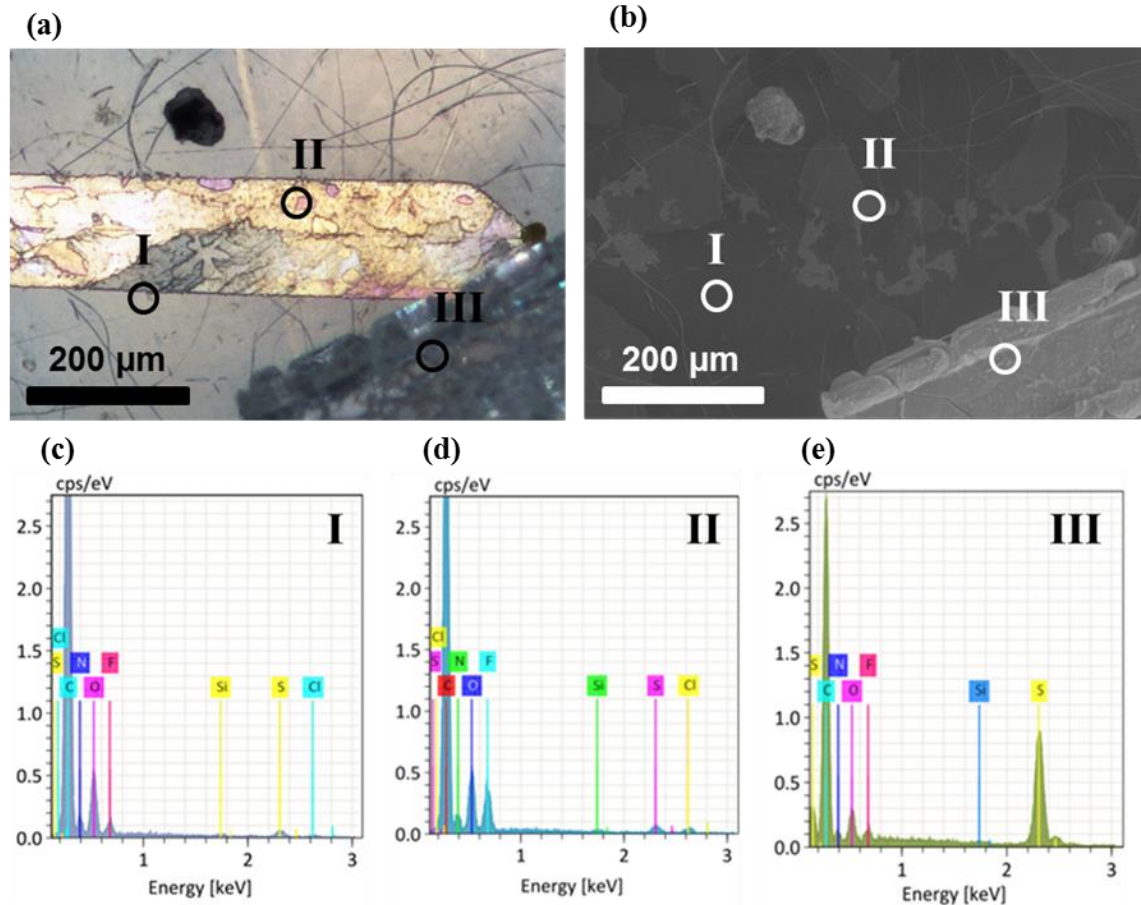 (a)
(b)
II
I
III
200 µm
II
I
III
200 µm
(c)
(d)
(e)
cps/eV
I
2.5
2.0
1.5
1.0
0.5
0.0
Cl
S
N
F
C
O
Si
S
Cl
1
2
3
Energy [keV]
cps/eV
II
2.5
2.0
1.5
1.0
0.5
0.0
Cl
S
N
F
C
O
Si
S
Cl
1
2
3
Energy [keV]
cps/eV
III
2.5
2.0
1.5
1.0
0.5
0.0
S
N
F
C
O
Si
S
1
2
3
Energy [keV]